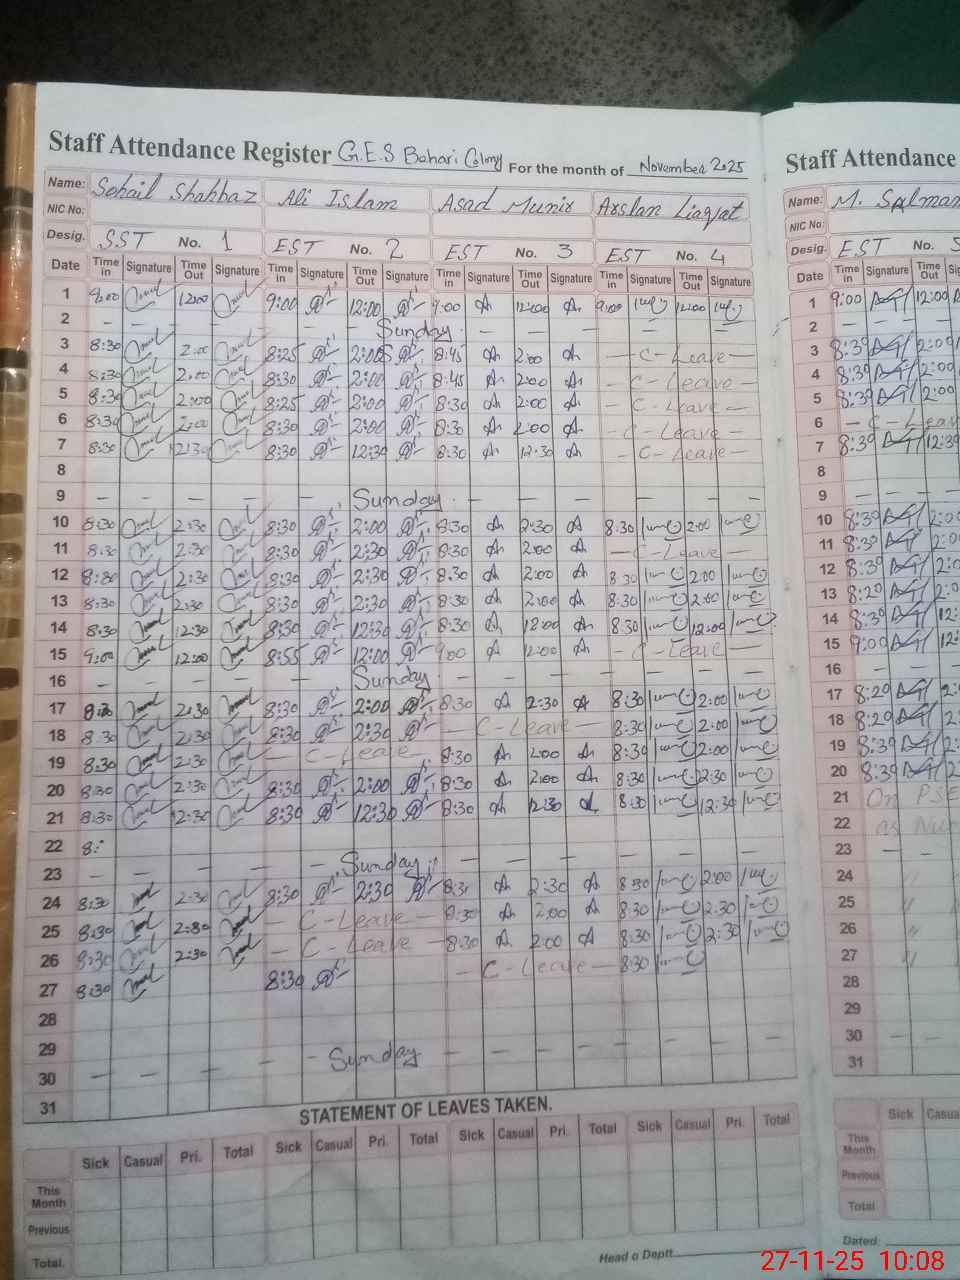 Staff Attendance Register G.E.S Bahari Colony For the month of November 2025
Name: Sohail Shahbaz Ali Islam Asad Munir Arslan Liaqat
NIC No:
Desig. SST No. 1 EST No. 2 EST No. 3 EST No. 4
Date Time in Signature Time Out Signature Time in Signature Time Out Signature Time in Signature Time Out Signature Time in Signature Time Out Signature
1 9:00 12:00 9:00 12:00 9:00 12:00 9:00 12:00
2 – – – – – – Sunday – – – – – –
3 8:30 2:00 8:25 2:00 8:45 2:00 – C-Leave –
4 8:30 2:00 8:30 2:00 8:45 2:00 – C-Leave –
5 8:30 2:00 8:25 2:00 8:30 2:00 – C-Leave –
6 8:30 2:00 8:30 2:00 8:30 2:00 – C-Leave –
7 8:30 12:30 8:30 12:30 8:30 12:30 – C-Leave –
8
9 – – – – – – Sunday – – – – – –
10 8:30 2:30 8:30 2:00 8:30 2:30 8:30 2:00
11 8:30 2:30 8:30 2:30 8:30 2:00 – C-Leave –
12 8:30 2:30 8:30 2:30 8:30 2:00 8:30 2:00
13 8:30 2:30 8:30 2:30 8:30 2:00 8:30 2:00
14 8:30 12:30 8:30 12:30 8:30 12:00 8:30 12:00
15 9:00 12:00 8:55 12:00 9:00 12:00 – C-Leave –
16 – – – – – – Sunday – – – – – –
17 8:30 2:30 8:30 2:00 8:30 2:30 8:30 2:00
18 8:30 2:30 8:30 2:30 – C-Leave – 8:30 2:00
19 8:30 2:30 – C-Leave – 8:30 2:00 8:30 2:00
20 8:30 2:30 8:30 2:00 8:30 2:00 8:30 2:30
21 8:30 12:30 8:30 12:30 8:30 12:30 8:30 12:30
22 8:
23 – – – – – Sunday – – – – – –
24 8:30 2:30 8:30 2:30 8:30 2:30 8:30 2:00
25 8:30 2:30 – C-Leave – 8:30 2:00 8:30 2:30
26 8:30 2:30 – C-Leave – 8:30 2:00 8:30 2:30
27 8:30 8:30 – C-Leave – 8:30
28
29
30 – – – – – Sunday – – – – – –
31
STATEMENT OF LEAVES TAKEN.
Sick Casual Pri. Total Sick Casual Pri. Total Sick Casual Pri. Total Sick Casual Pri. Total
This Month
Previous
Total.
Head o Deptt
Staff Attendance
Name: M. Salman
NIC No:
Desig. EST No. 5
Date Time in Signature Time Out Signature
1 9:00 12:00
2 – – – –
3 8:30 2:00
4 8:30 2:00
5 8:30 2:00
6 – C-Leav
7 8:30 12:30
8
9 – – – –
10 8:30 2:00
11 8:30 2:0
12 8:30 2:0
13 8:20 2:0
14 8:30 12:
15 9:00 12:
16 – – – –
17 8:20 2:
18 8:20 2:
19 8:30 2:
20 8:30 2:
21 On PSE
22 as
23 – – –
24 "
25 "
26 "
27 "
28
29
30 – – –
31
Sick Casua
This Month
Previous
Total
Dated:
27-11-25 10:08